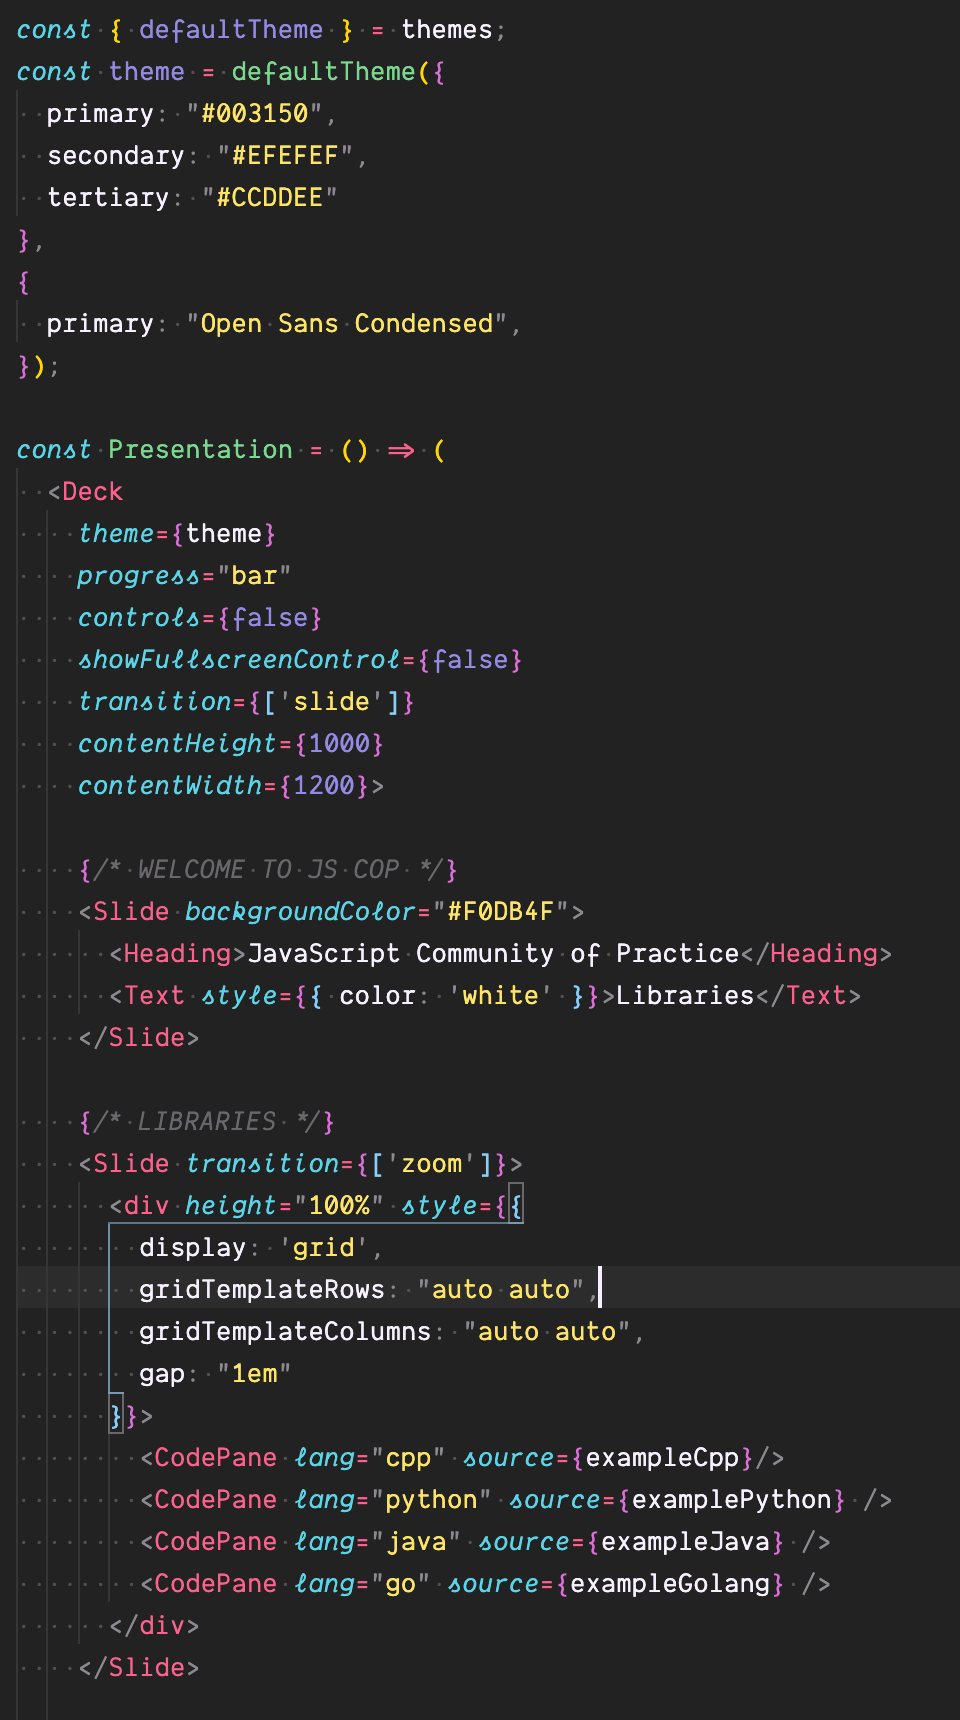 const { defaultTheme } = themes;
const theme = defaultTheme({
  primary: "#003150",
  secondary: "#EFEFEF",
  tertiary: "#CCDDEE"
},
{
  primary: "Open Sans Condensed",
});

const Presentation = () => (
  <Deck
    theme={theme}
    progress="bar"
    controls={false}
    showFullscreenControl={false}
    transition={['slide']}
    contentHeight={1000}
    contentWidth={1200}>

    {/* WELCOME TO JS COP */}
    <Slide backgroundColor="#F0DB4F">
      <Heading>JavaScript Community of Practice</Heading>
      <Text style={{ color: 'white' }}>Libraries</Text>
    </Slide>

    {/* LIBRARIES */}
    <Slide transition={['zoom']}>
      <div height="100%" style={{
        display: 'grid',
        gridTemplateRows: "auto auto",
        gridTemplateColumns: "auto auto",
        gap: "1em"
      }}>
        <CodePane lang="cpp" source={exampleCpp}/>
        <CodePane lang="python" source={examplePython} />
        <CodePane lang="java" source={exampleJava} />
        <CodePane lang="go" source={exampleGolang} />
      </div>
    </Slide>